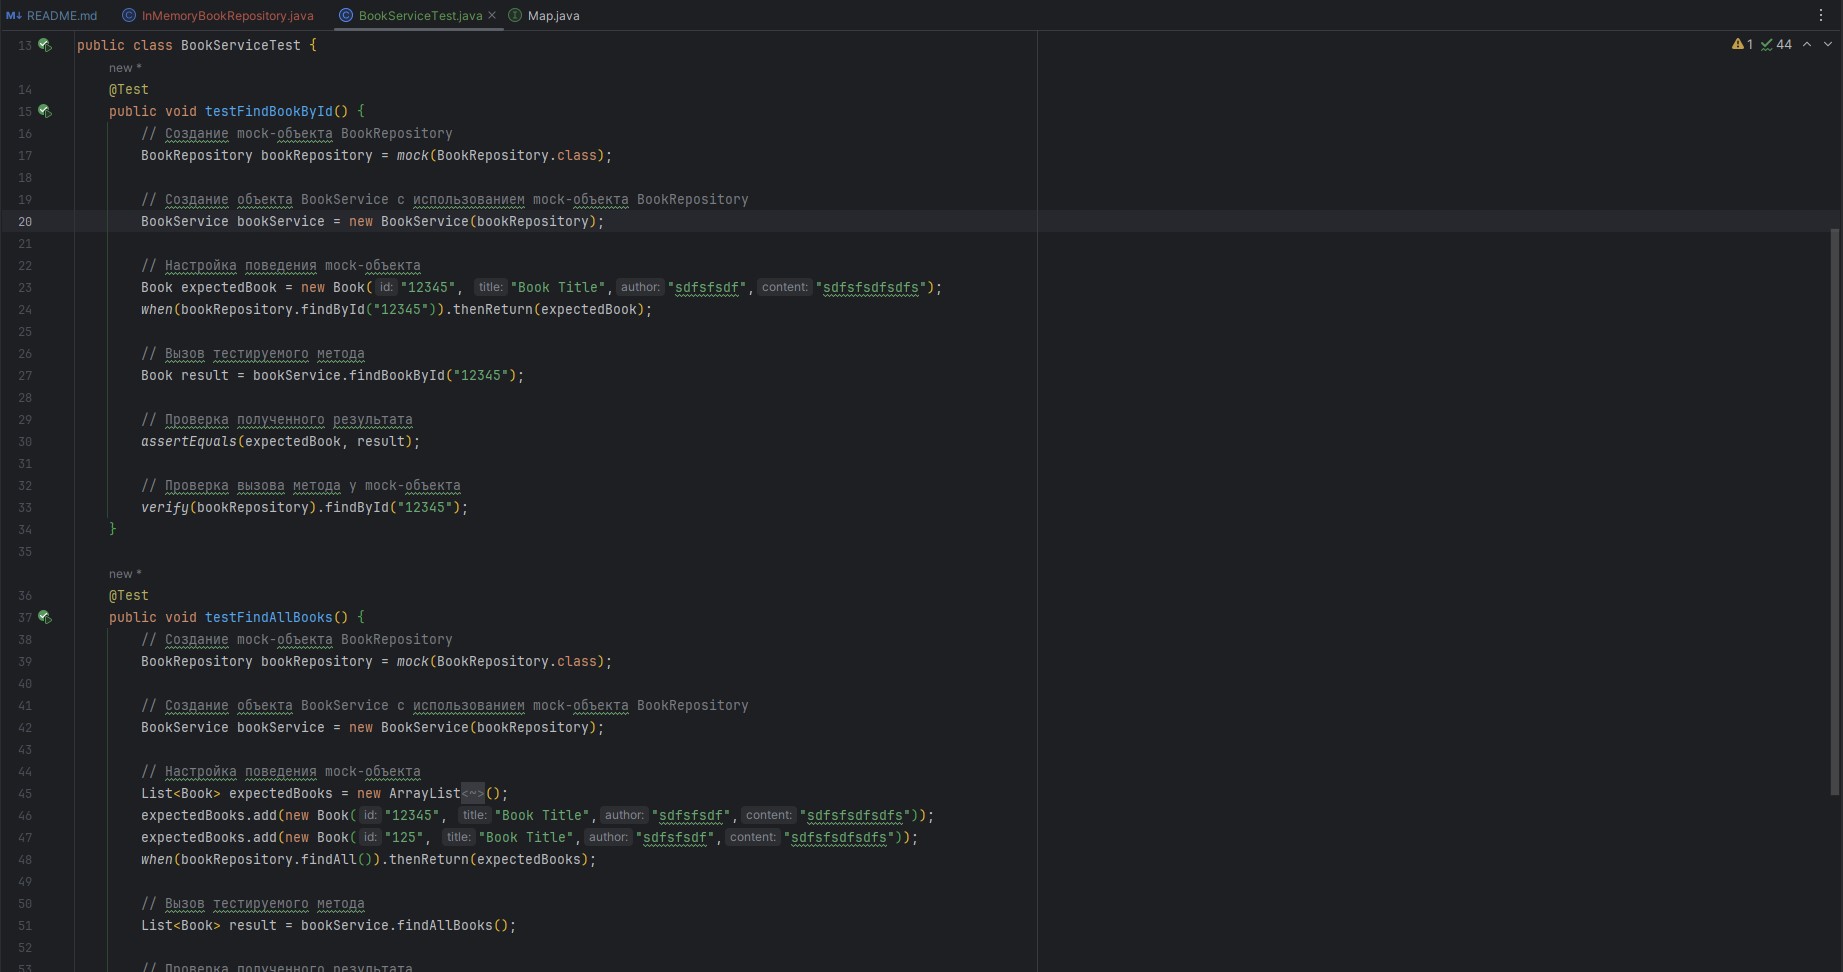 README.md InMemoryBookRepository.java BookServiceTest.java Map.java
13 public class BookServiceTest { 1 44
new *
14 @Test
15 public void testFindBookById() {
16 // Создание mock-объекта BookRepository
17 BookRepository bookRepository = mock(BookRepository.class);
18
19 // Создание объекта BookService с использованием mock-объекта BookRepository
20 BookService bookService = new BookService(bookRepository);
21
22 // Настройка поведения mock-объекта
23 Book expectedBook = new Book( id: "12345", title: "Book Title", author: "sdfsfsdf", content: "sdfsfsdfsdfs");
24 when(bookRepository.findById("12345")).thenReturn(expectedBook);
25
26 // Вызов тестируемого метода
27 Book result = bookService.findBookById("12345");
28
29 // Проверка полученного результата
30 assertEquals(expectedBook, result);
31
32 // Проверка вызова метода у mock-объекта
33 verify(bookRepository).findById("12345");
34 }
35
new *
36 @Test
37 public void testFindAllBooks() {
38 // Создание mock-объекта BookRepository
39 BookRepository bookRepository = mock(BookRepository.class);
40
41 // Создание объекта BookService с использованием mock-объекта BookRepository
42 BookService bookService = new BookService(bookRepository);
43
44 // Настройка поведения mock-объекта
45 List<Book> expectedBooks = new ArrayList<~>();
46 expectedBooks.add(new Book( id: "12345", title: "Book Title", author: "sdfsfsdf", content: "sdfsfsdfsdfs"));
47 expectedBooks.add(new Book( id: "125", title: "Book Title", author: "sdfsfsdf", content: "sdfsfsdfsdfs"));
48 when(bookRepository.findAll()).thenReturn(expectedBooks);
49
50 // Вызов тестируемого метода
51 List<Book> result = bookService.findAllBooks();
52
53 // Проверка полученного результата